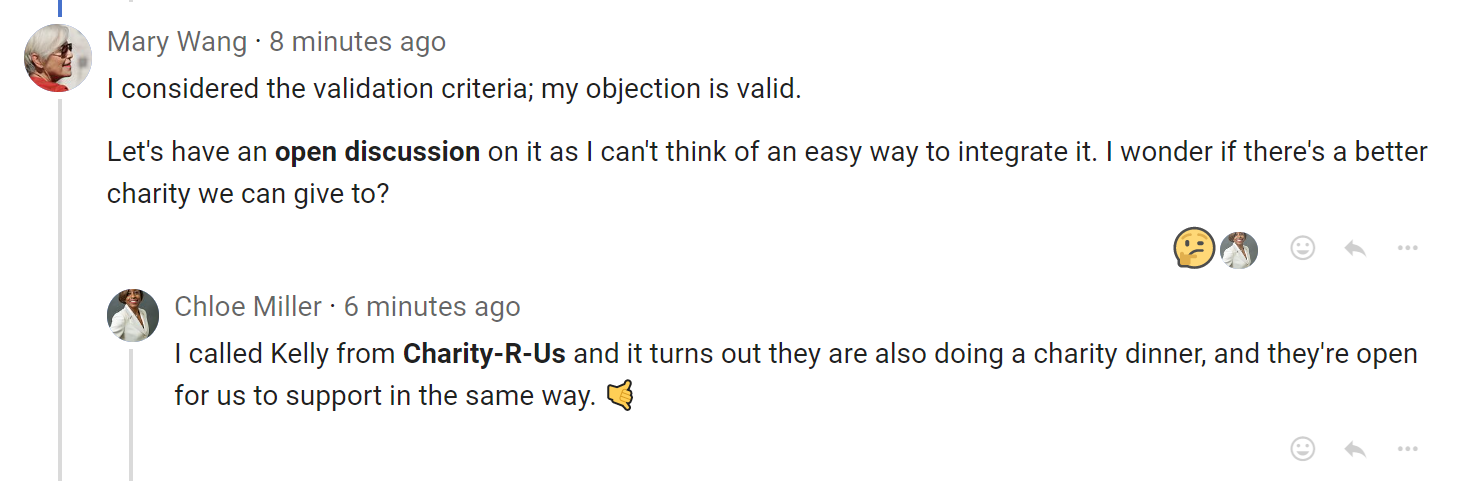 Mary Wang · 8 minutes ago
I considered the validation criteria; my objection is valid.
Let's have an open discussion on it as I can't think of an easy way to integrate it. I wonder if there's a better
charity we can give to?
Chloe Miller · 6 minutes ago
I called Kelly from Charity-R-Us and it turns out they are also doing a charity dinner, and they're open
for us to support in the same way. 🤙